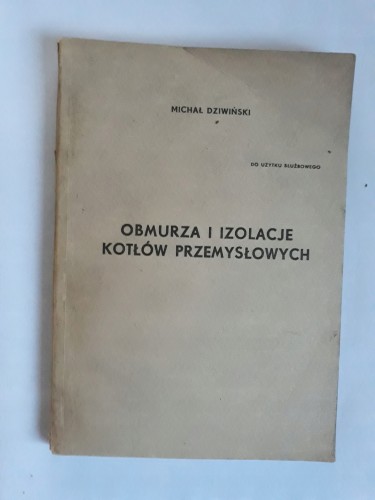 MICHAŁ DZIWIŃSKI
DO UŻYTKU SŁUŻBOWEGO
OBMURZA I IZOLACJE
KOTŁÓW PRZEMYSŁOWYCH